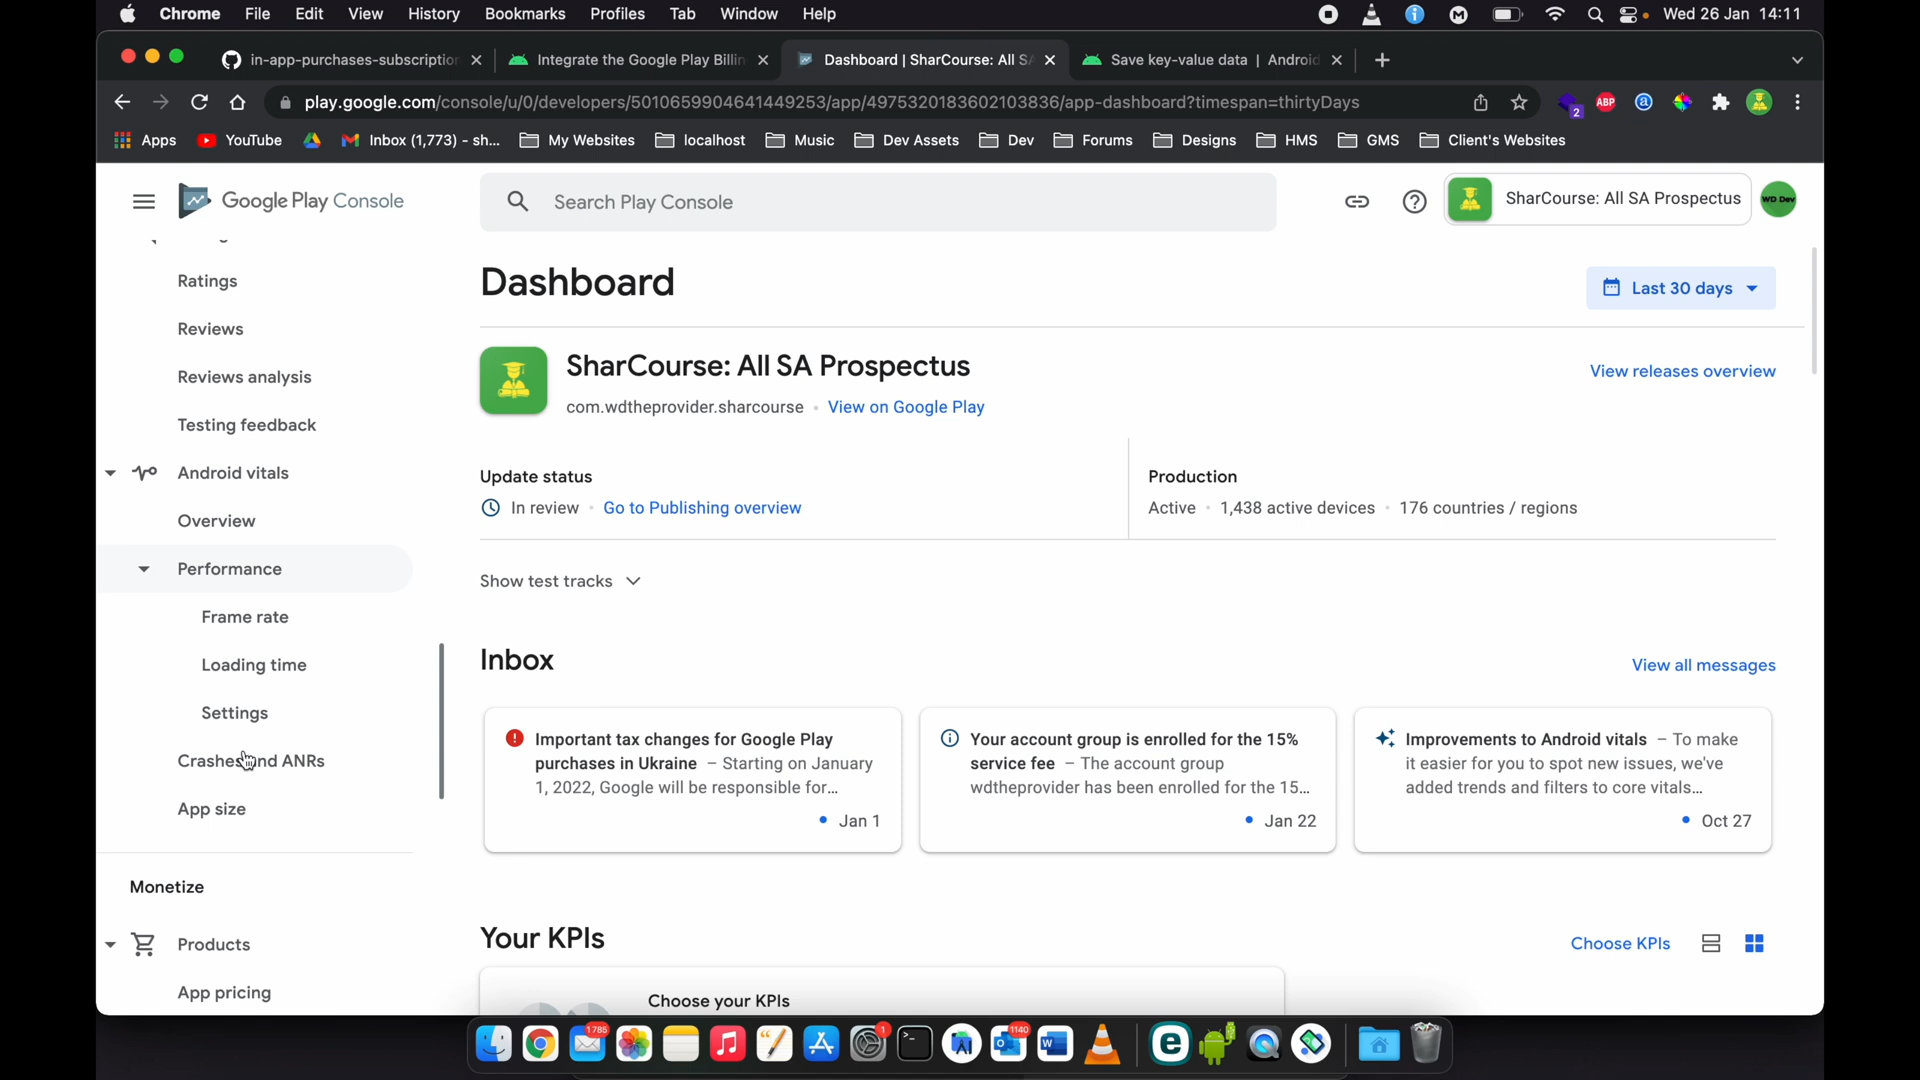 Chrome File Edit View History Bookmarks Profiles Tab Window Help Wed 26 Jan 14:11
in-app-purchases-subscription Integrate the Google Play Billin Dashboard | SharCourse: All SA Save key-value data | Android
play.google.com/console/u/0/developers/5010659904641449253/app/4975320183602103836/app-dashboard?timespan=thirtyDays ABP 2
Apps YouTube Inbox (1,773) - sh... My Websites localhost Music Dev Assets Dev Forums Designs HMS GMS Client's Websites
Google Play Console Search Play Console SharCourse: All SA Prospectus WD Dev
Ratings
Reviews
Reviews analysis
Testing feedback
Android vitals
Overview
Performance
Frame rate
Loading time
Settings
Crashes and ANRs
App size
Monetize
Products
App pricing
Dashboard
Last 30 days
SharCourse: All SA Prospectus
View releases overview
com.wdtheprovider.sharcourse • View on Google Play
Update status
In review • Go to Publishing overview
Production
Active • 1,438 active devices • 176 countries / regions
Show test tracks
Inbox
View all messages
Important tax changes for Google Play
purchases in Ukraine – Starting on January
1, 2022, Google will be responsible for...
Jan 1
Your account group is enrolled for the 15%
service fee – The account group
wdtheprovider has been enrolled for the 15...
Jan 22
Improvements to Android vitals – To make
it easier for you to spot new issues, we've
added trends and filters to core vitals...
Oct 27
Your KPIs
Choose KPIs
Choose your KPIs
1785 1 1140